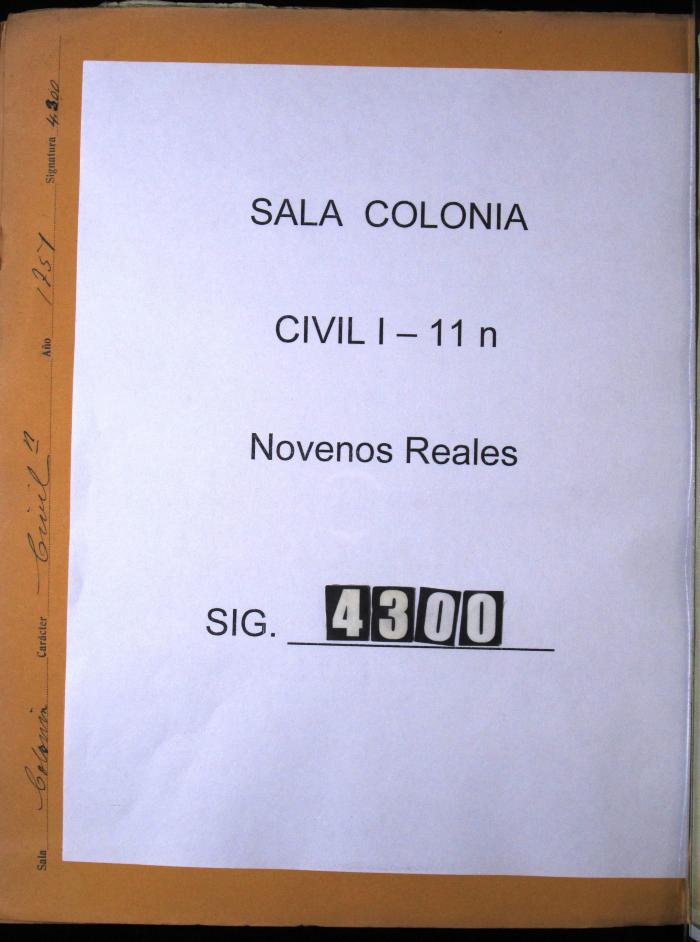 SALA COLONIA
CIVIL I – 11 n
Novenos Reales
SIG. 4300
Sala Colonia Carácter Civil n Año 1751 Signatura 4300